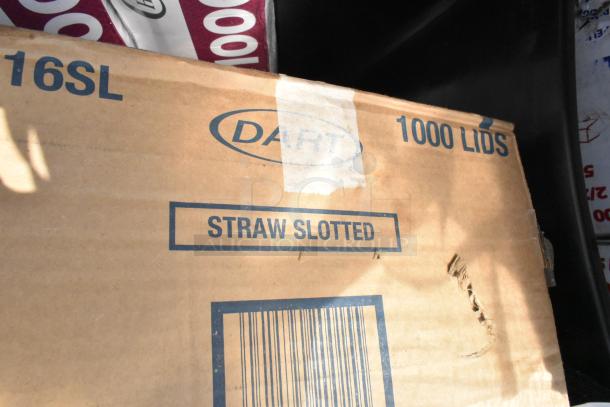 16SL
DART
1000 LIDS
STRAW SLOTTED